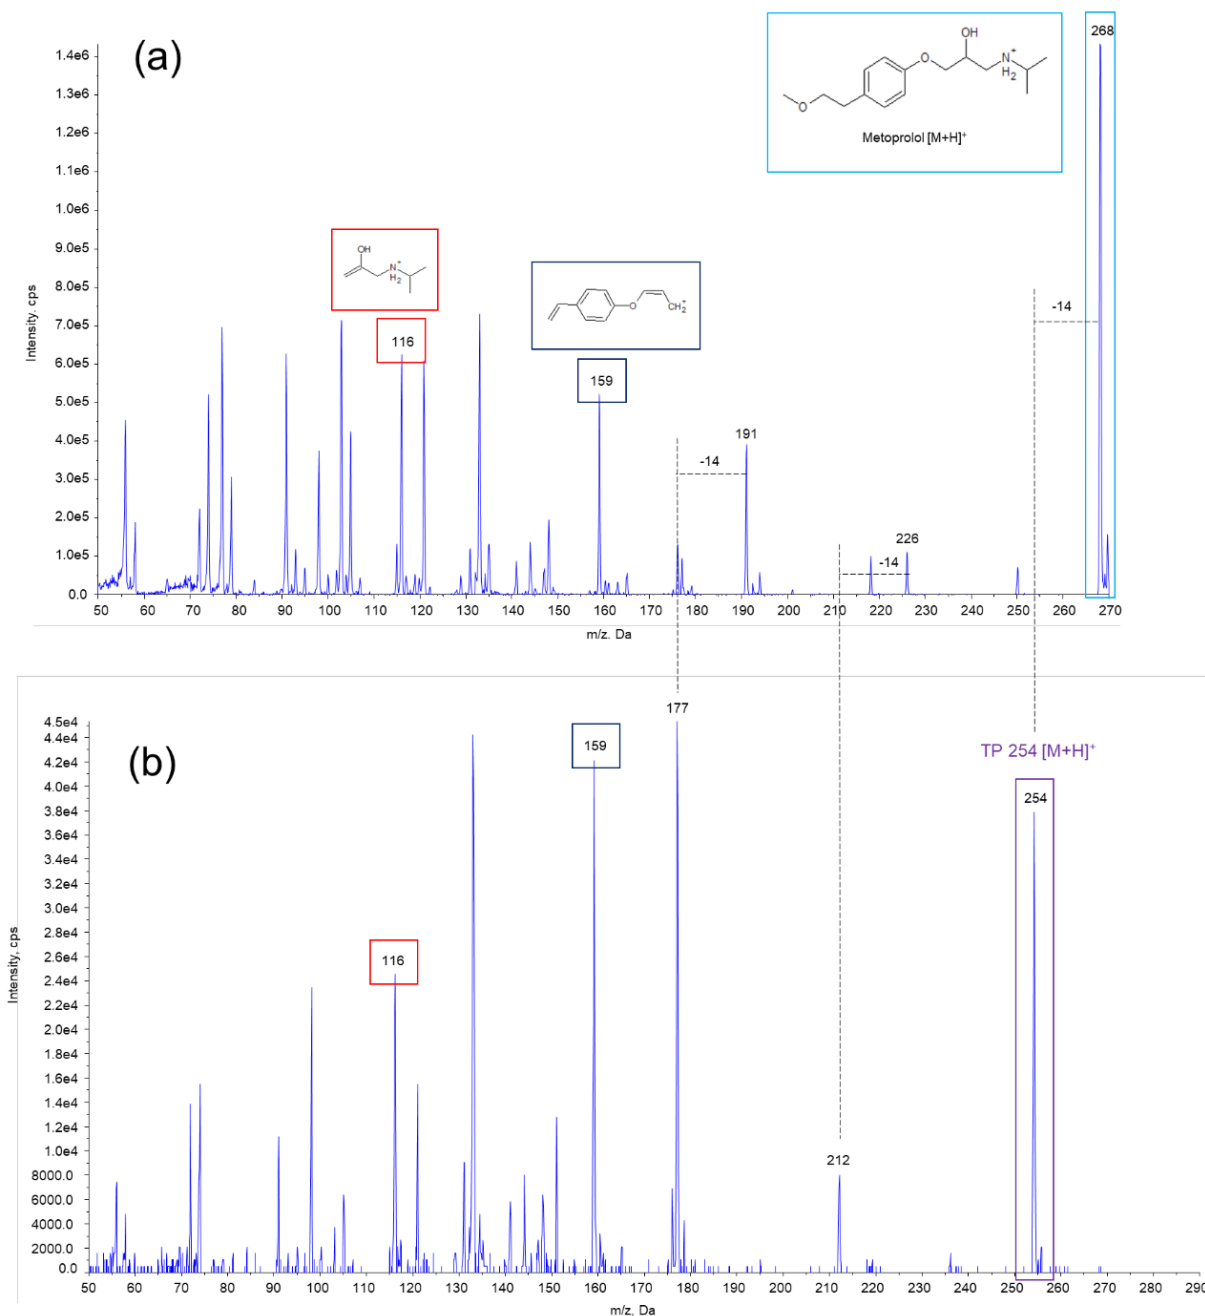 (a)
268
OH
O
N
H2
+
O
Metoprolol [M+H]+
1.4e6
1.3e6
1.2e6
1.1e6
1.0e6
9.0e5
8.0e5
7.0e5
6.0e5
5.0e5
4.0e5
3.0e5
2.0e5
1.0e5
0.0
Intensity. cps
OH
N
H2
+
116
O
CH2
+
159
-14
191
-14
226
-14
50 60 70 80 90 100 110 120 130 140 150 160 170 180 190 200 210 220 230 240 250 260 270
m/z. Da
(b)
4.5e4
4.4e4
4.2e4
4.0e4
3.8e4
3.6e4
3.4e4
3.2e4
3.0e4
2.8e4
2.6e4
2.4e4
2.2e4
2.0e4
1.8e4
1.6e4
1.4e4
1.2e4
1.0e4
8000.0
6000.0
4000.0
2000.0
0.0
Intensity. cps
116
159
177
212
TP 254 [M+H]+
254
50 60 70 80 90 100 110 120 130 140 150 160 170 180 190 200 210 220 230 240 250 260 270 280 290
m/z, Da